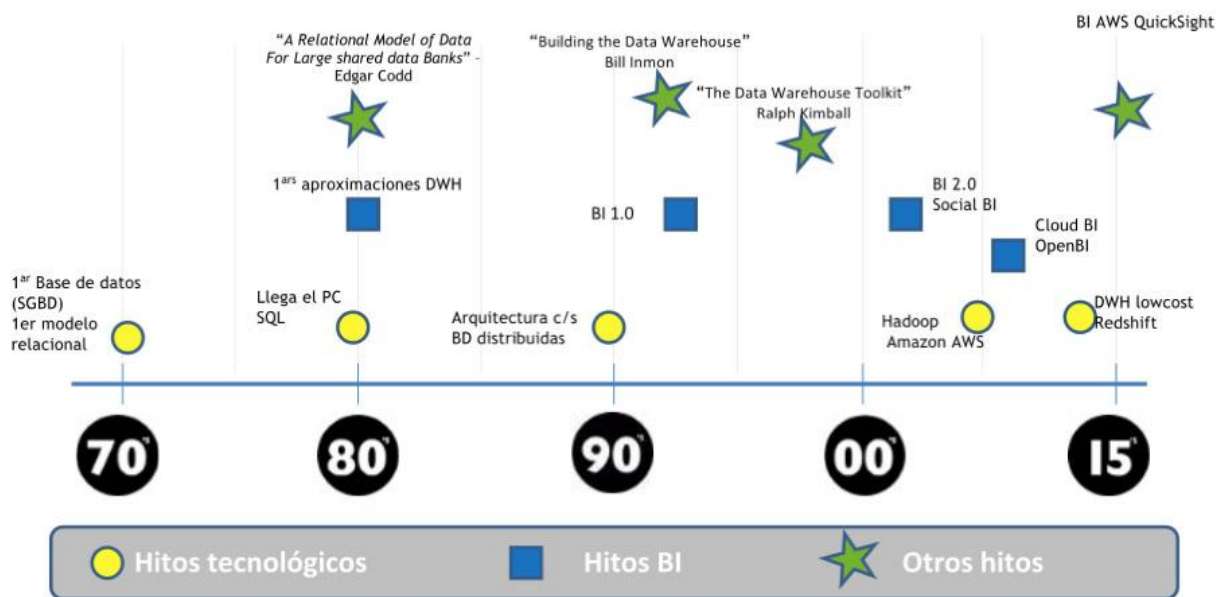 BI AWS QuickSight
“A Relational Model of Data
For Large shared data Banks” -
Edgar Codd
“Building the Data Warehouse”
Bill Inmon
“The Data Warehouse Toolkit”
Ralph Kimball
1ars aproximaciones DWH
BI 1.0
BI 2.0
Social BI
Cloud BI
OpenBI
1ar Base de datos
(SGBD)
1er modelo
relacional
Llega el PC
SQL
Arquitectura c/s
BD distribuidas
Hadoop
Amazon AWS
DWH lowcost
Redshift
70's
80's
90's
00's
15's
Hitos tecnológicos
Hitos BI
Otros hitos